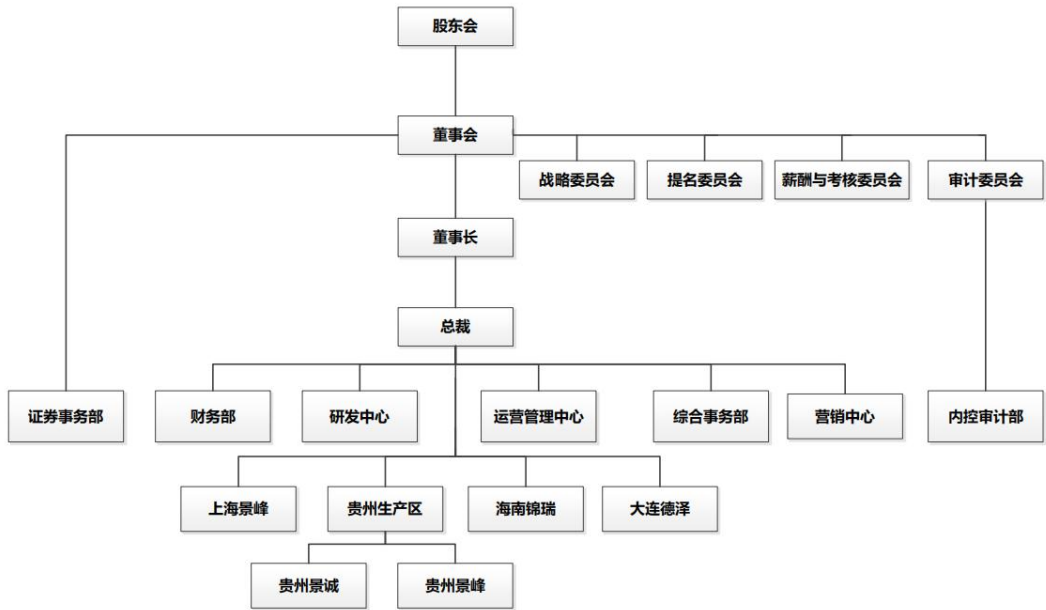 股东会
董事会
战略委员会
提名委员会
薪酬与考核委员会
审计委员会
董事长
总裁
证券事务部
财务部
研发中心
运营管理中心
综合事务部
营销中心
内控审计部
上海景峰
贵州生产区
海南锦瑞
大连德泽
贵州景诚
贵州景峰